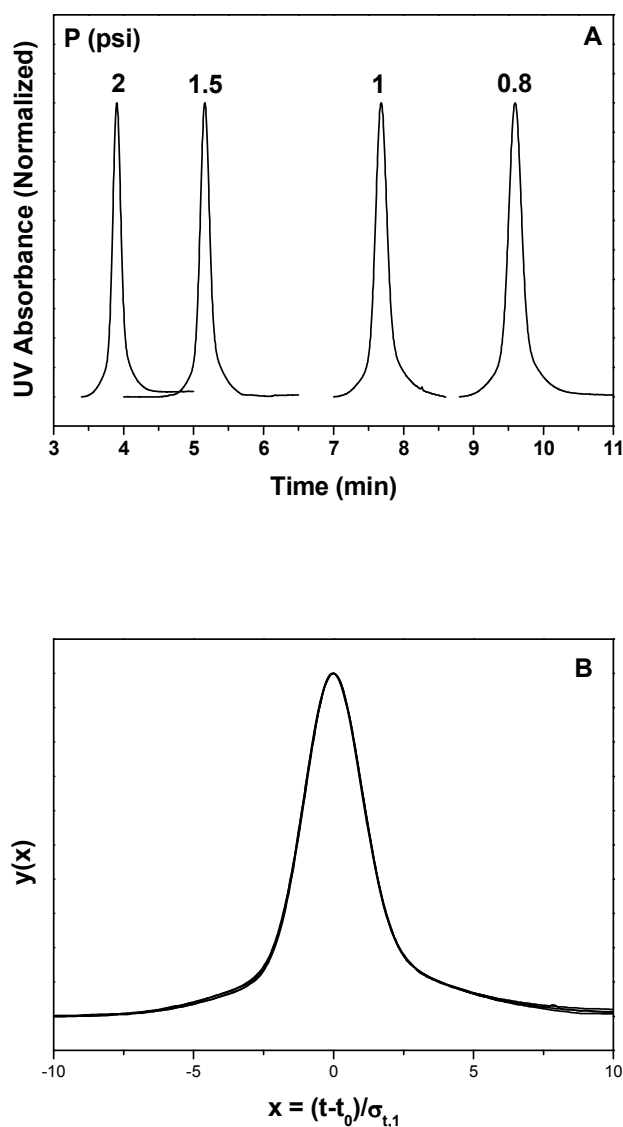 P (psi) A
2 1.5 1 0.8
UV Absorbance (Normalized)
3 4 5 6 7 8 9 10 11
Time (min)
B
y(x)
-10 -5 0 5 10
x = (t-t₀)/σₜ,₁